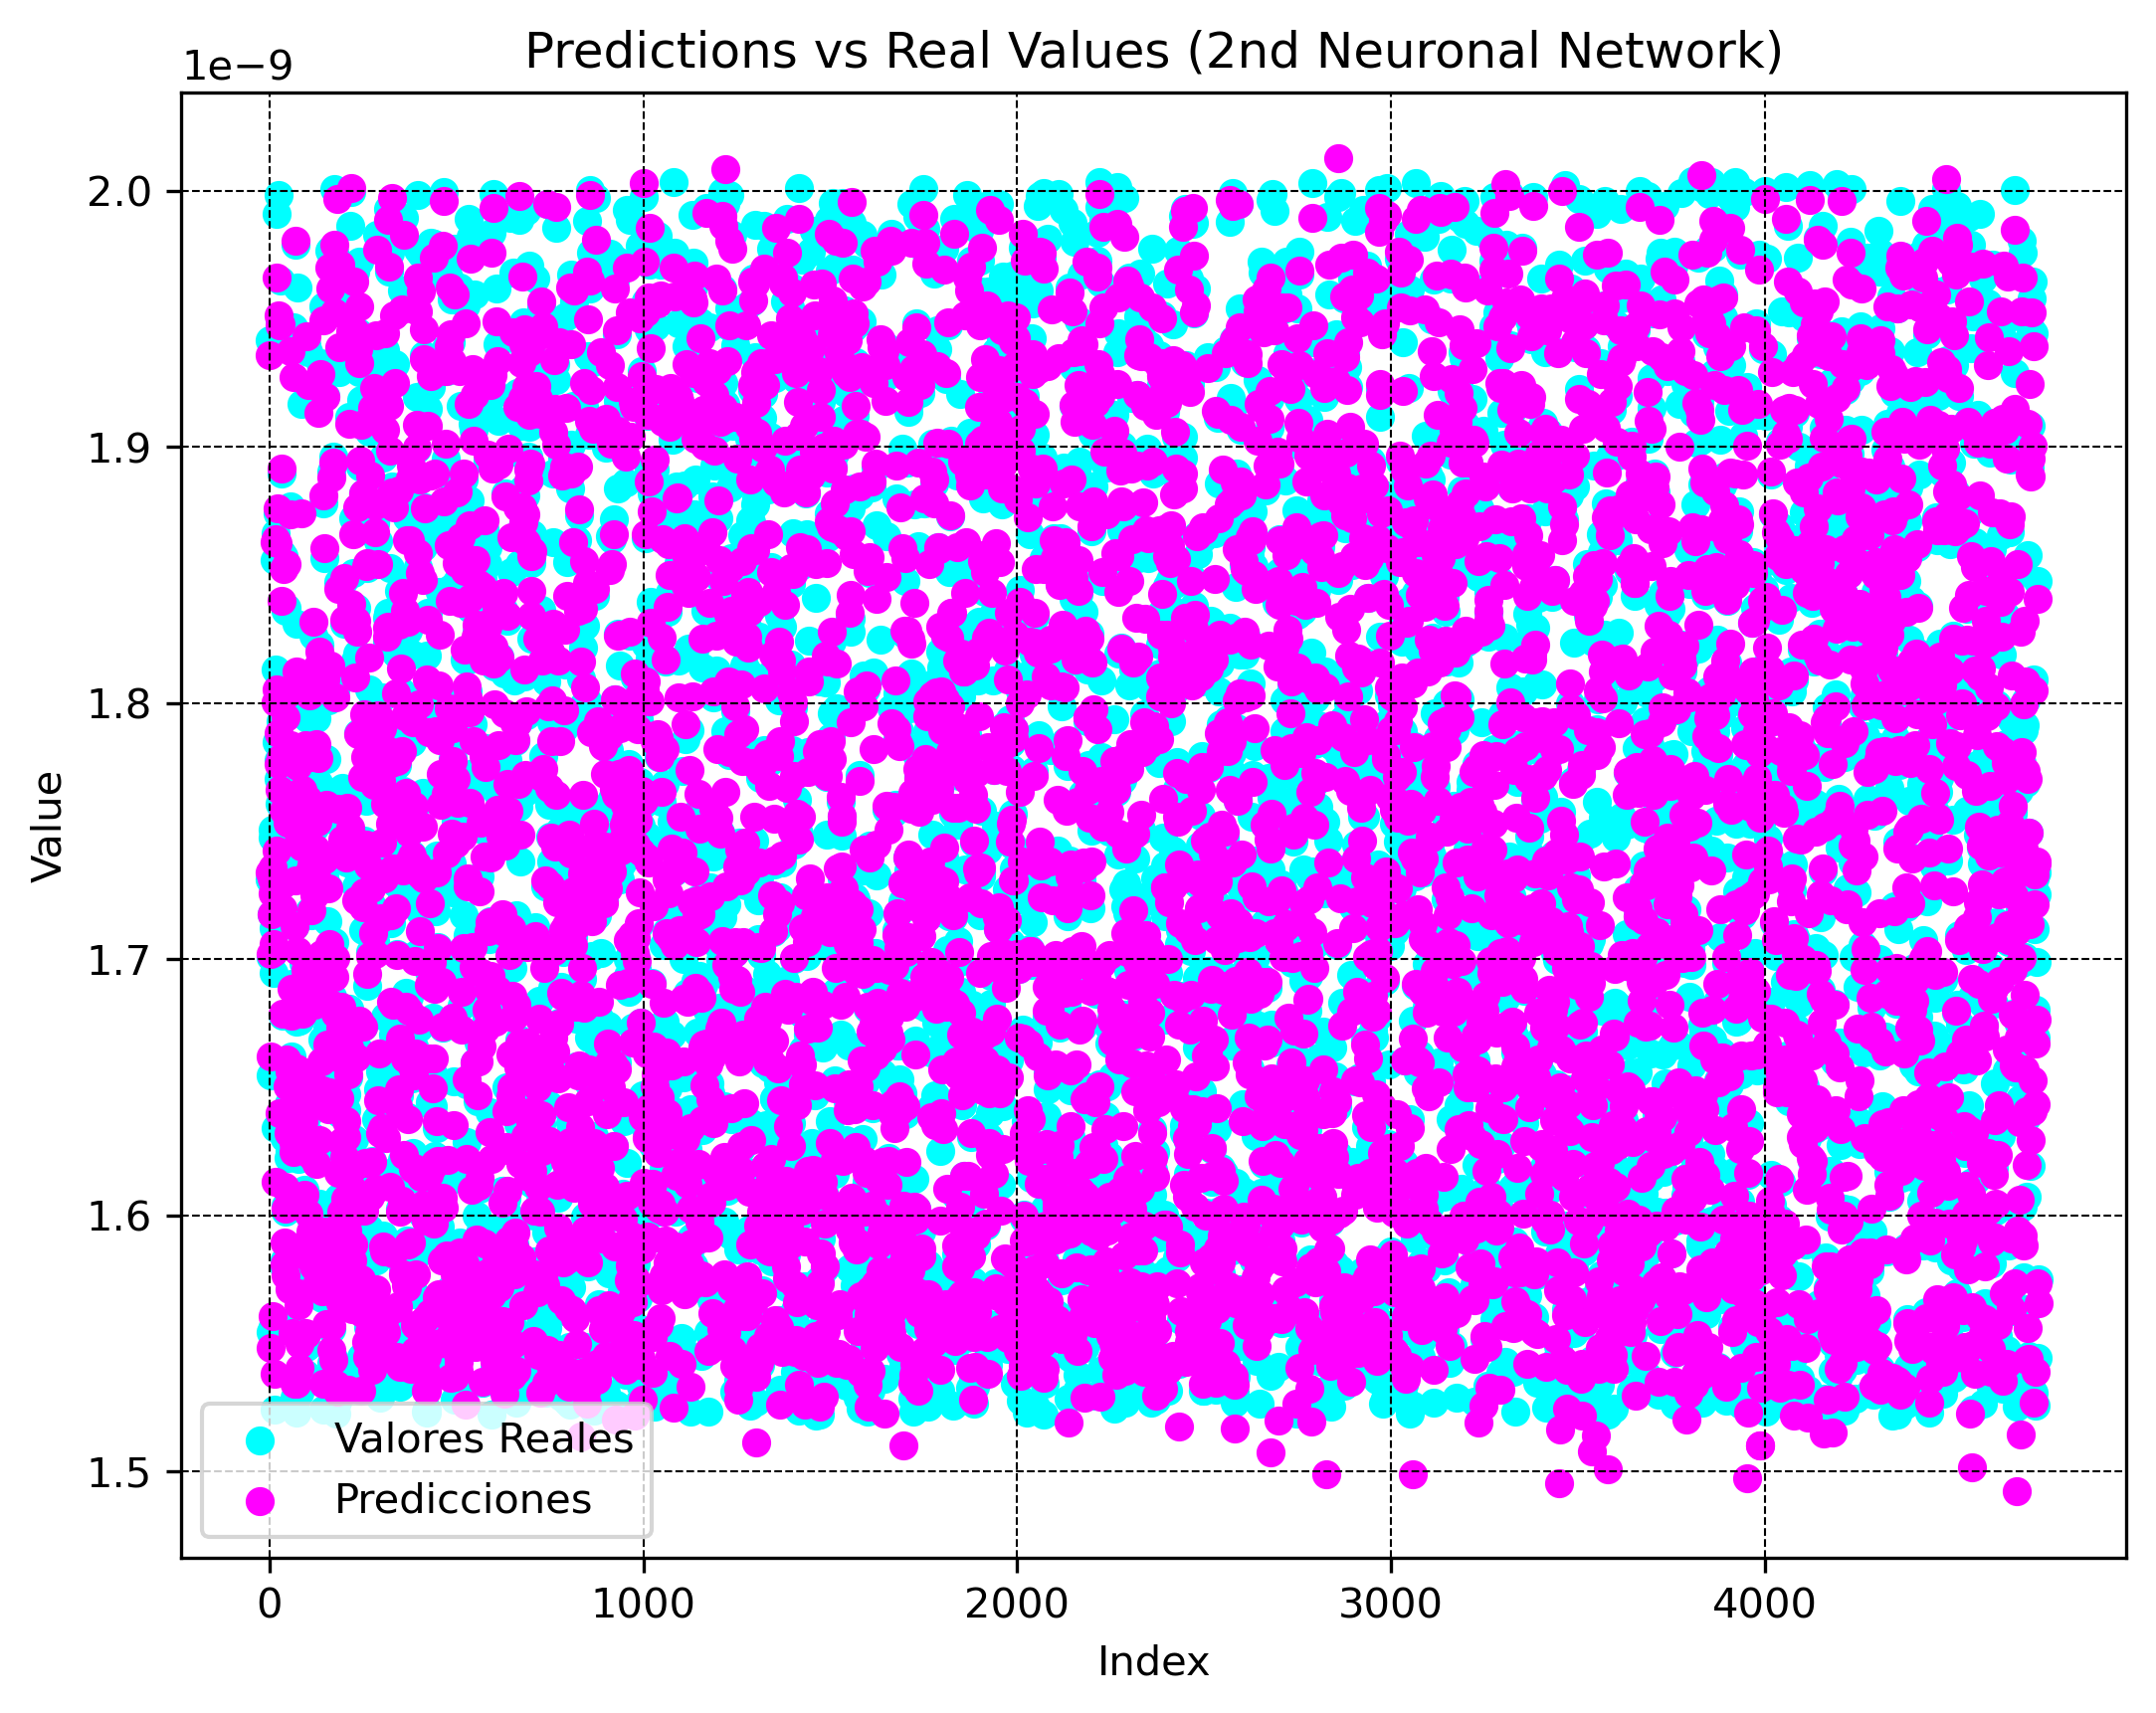 Predictions vs Real Values (2nd Neuronal Network)
1e−9
2.0
1.9
1.8
1.7
1.6
1.5
Value
Valores Reales
Predicciones
0 1000 2000 3000 4000
Index